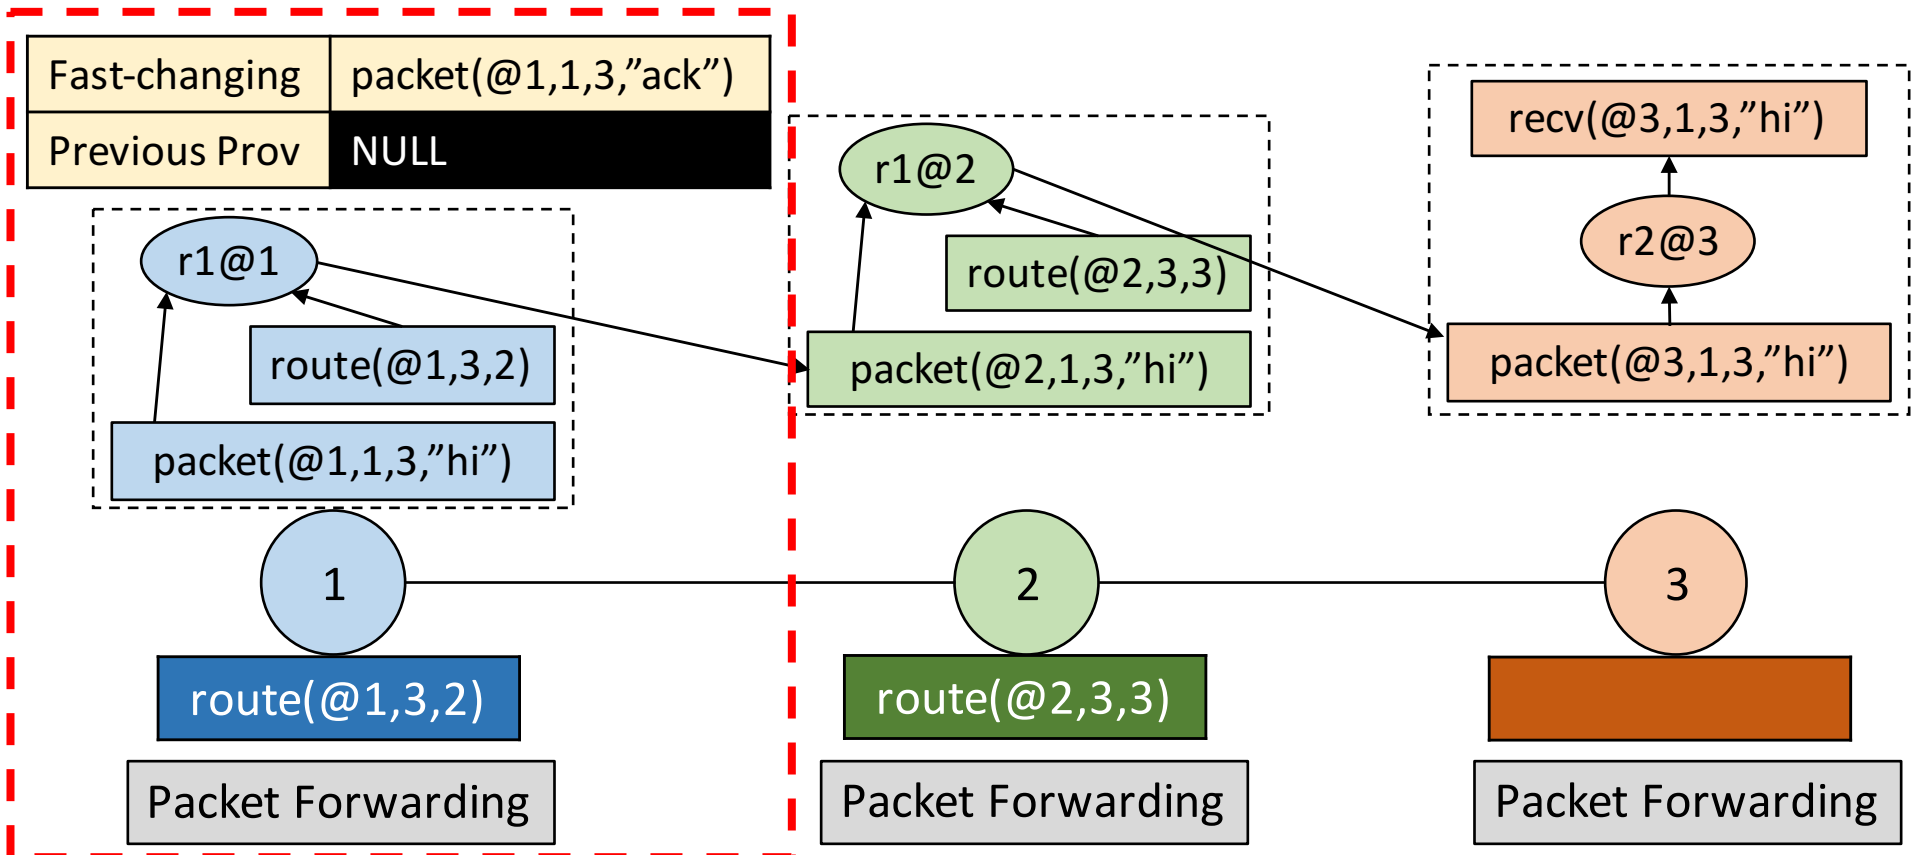 Fast-changing packet(@1,1,3,”ack”)
Previous Prov NULL
r1@1
route(@1,3,2)
packet(@1,1,3,”hi”)
r1@2
route(@2,3,3)
packet(@2,1,3,”hi”)
recv(@3,1,3,”hi”)
r2@3
packet(@3,1,3,”hi”)
1
2
3
route(@1,3,2)
route(@2,3,3)
Packet Forwarding
Packet Forwarding
Packet Forwarding